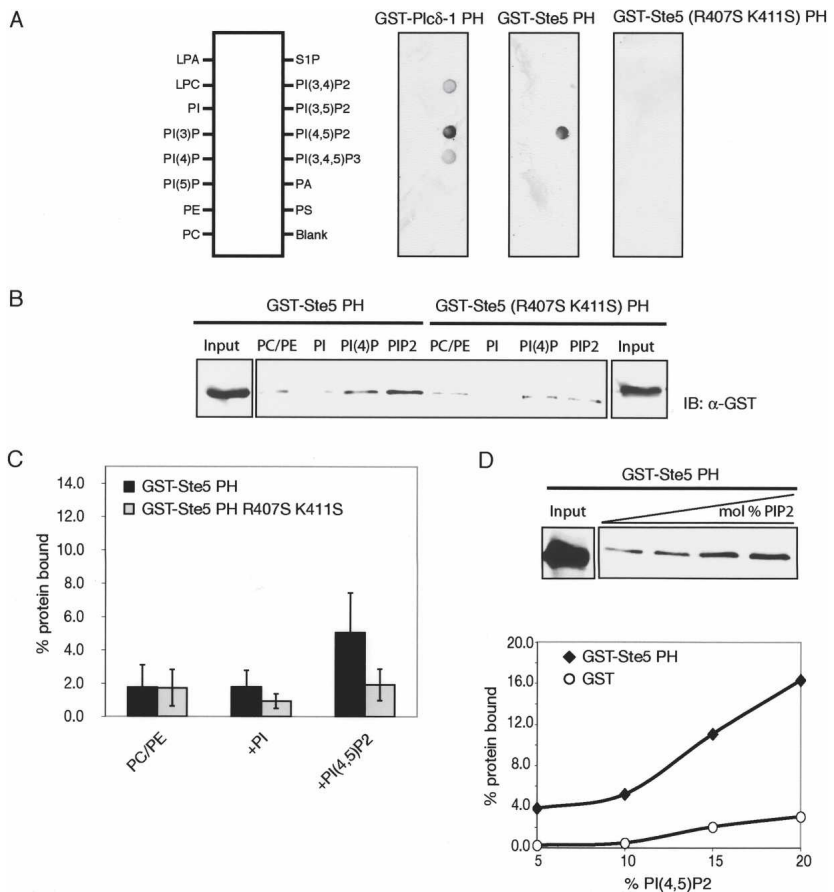 A
GST-Plcδ-1 PH GST-Ste5 PH GST-Ste5 (R407S K411S) PH
LPA S1P
LPC PI(3,4)P2
PI PI(3,5)P2
PI(3)P PI(4,5)P2
PI(4)P PI(3,4,5)P3
PI(5)P PA
PE PS
PC Blank
B
GST-Ste5 PH GST-Ste5 (R407S K411S) PH
Input PC/PE PI PI(4)P PIP2 PC/PE PI PI(4)P PIP2 Input
IB: α-GST
C
GST-Ste5 PH
GST-Ste5 PH R407S K411S
14.0
12.0
10.0
8.0
6.0
4.0
2.0
0.0
% protein bound
PC/PE +PI +PI(4,5)P2
D
GST-Ste5 PH
Input mol % PIP2
GST-Ste5 PH
GST
20.0
16.0
12.0
8.0
4.0
0.0
% protein bound
5 10 15 20
% PI(4,5)P2